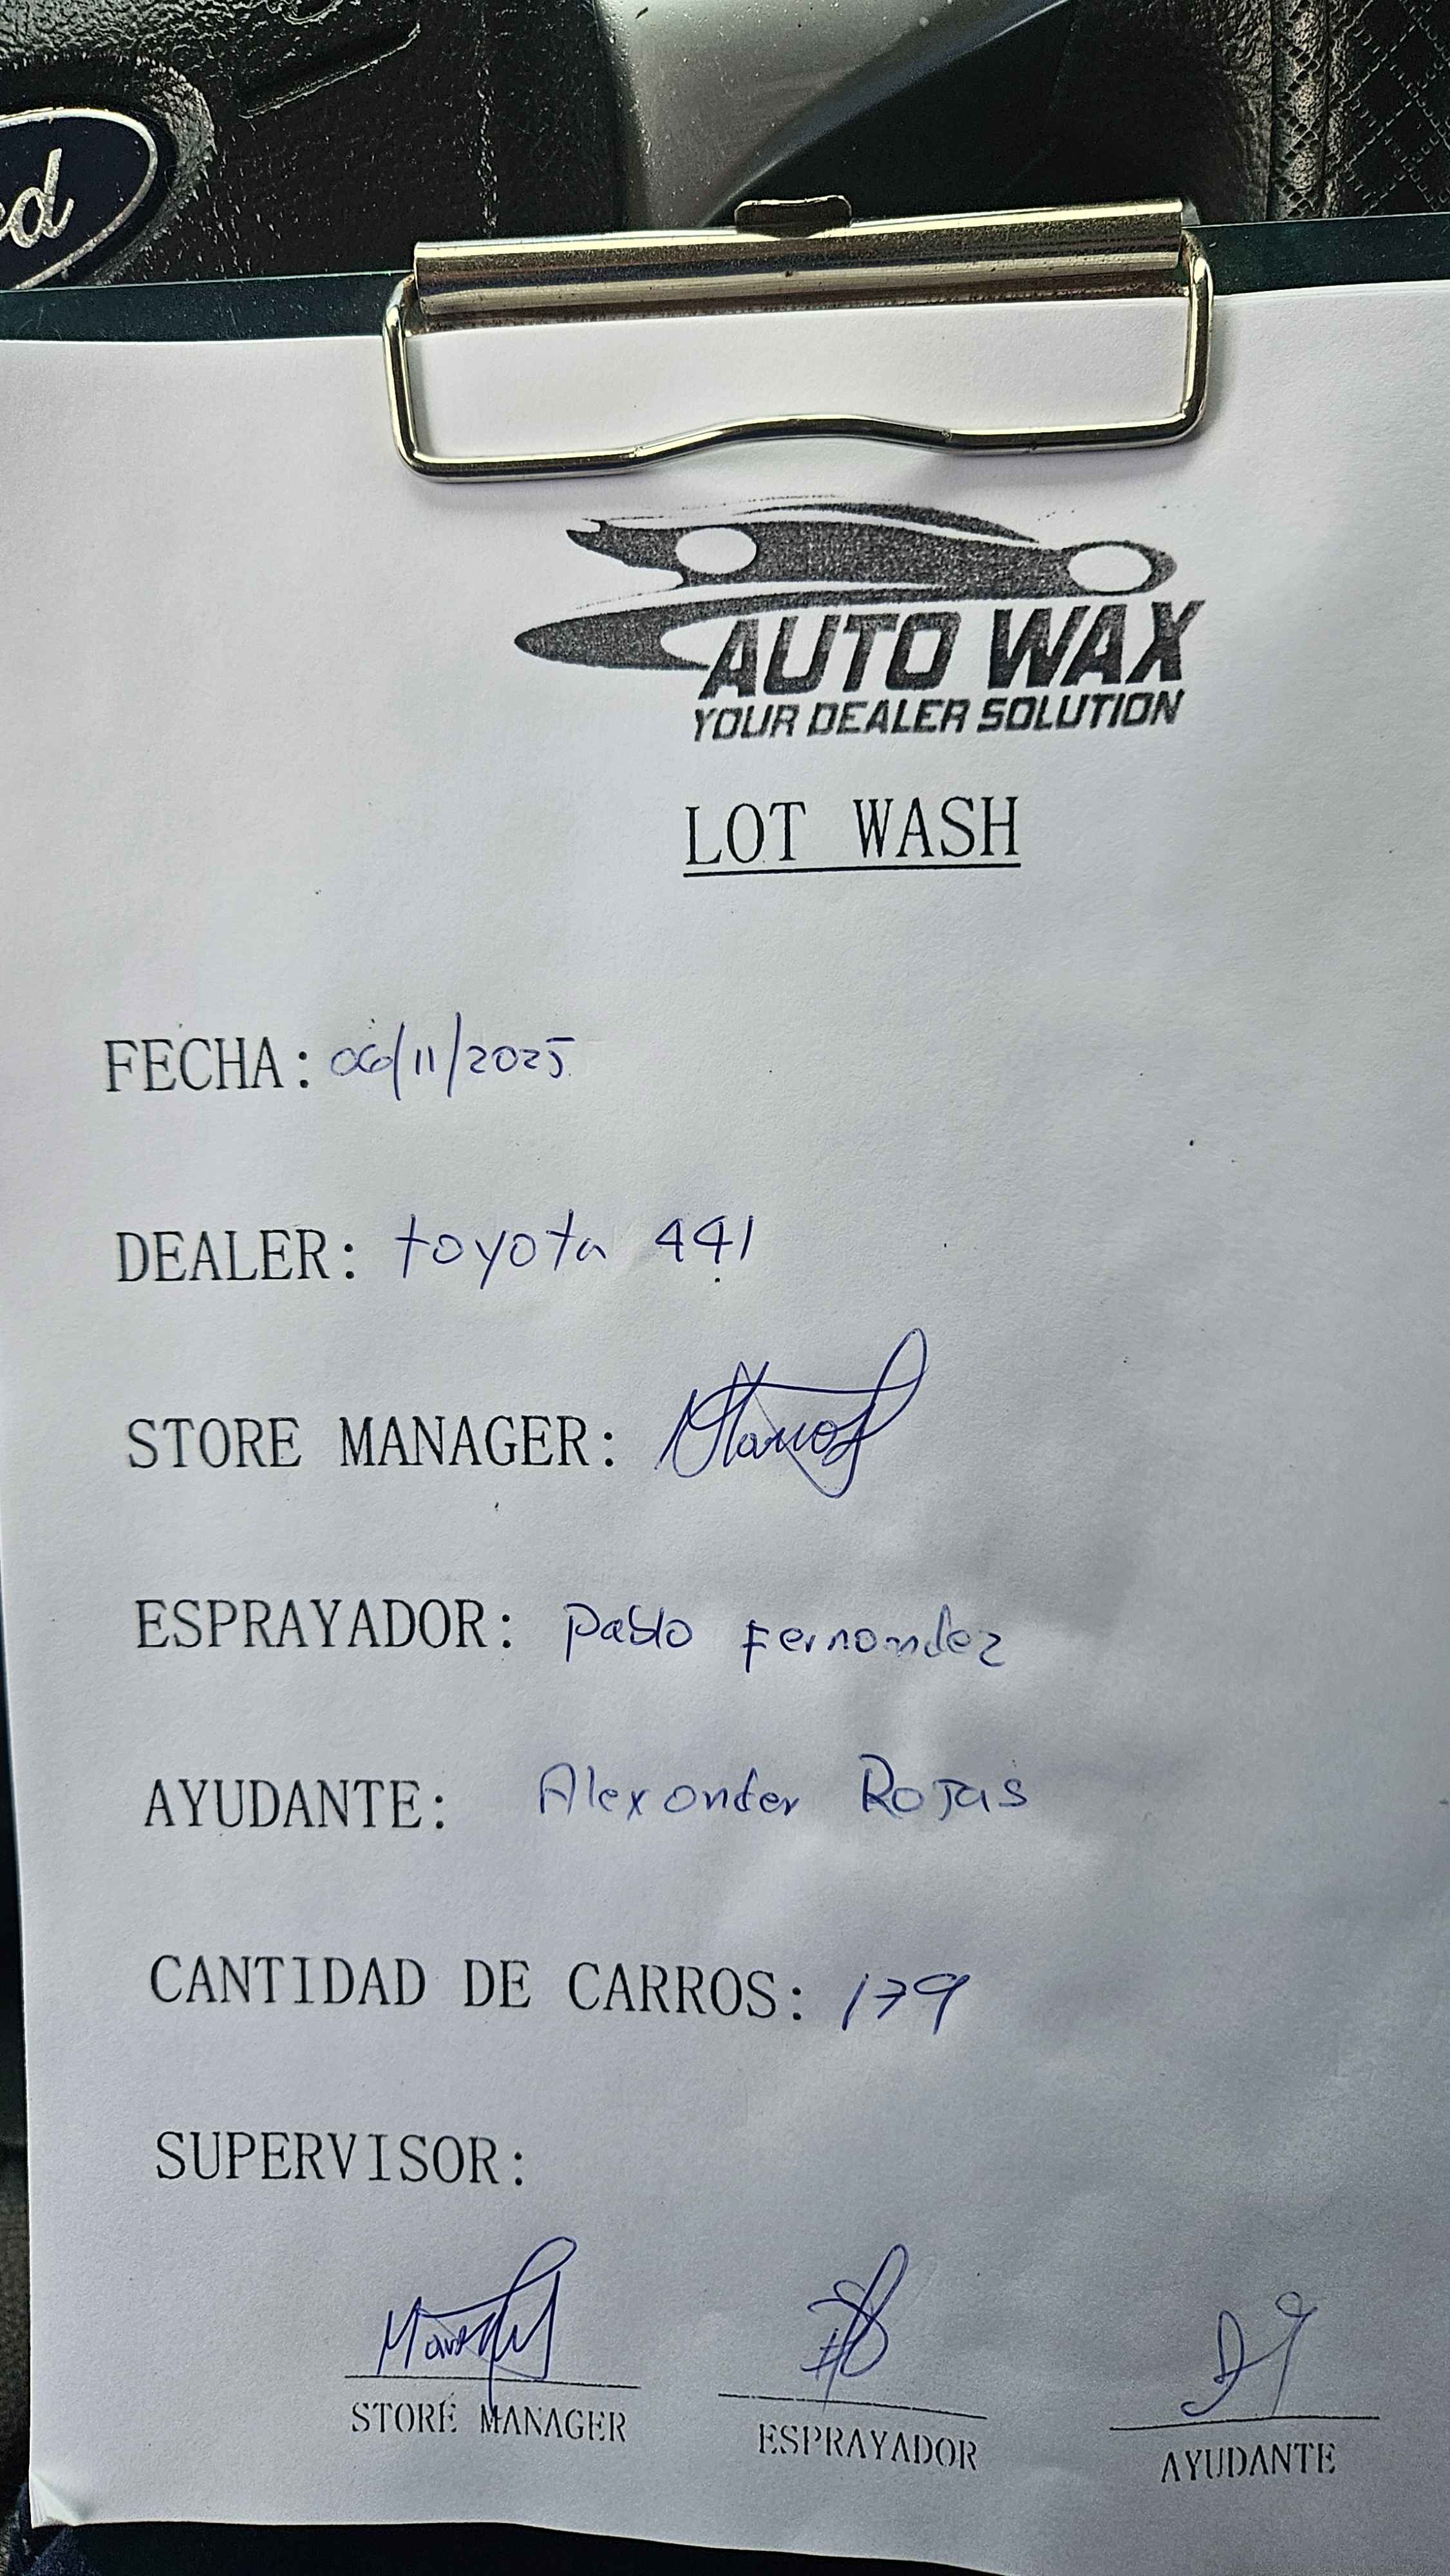 ed
AUTO WAX
YOUR DEALER SOLUTION
LOT WASH
FECHA: 06/11/2025
DEALER: toyota 441
STORE MANAGER:
ESPRAYADOR: Pablo Fernandez
AYUDANTE: Alexander Rojas
CANTIDAD DE CARROS: 179
SUPERVISOR:
STORE MANAGER ESPRAYADOR AYUDANTE